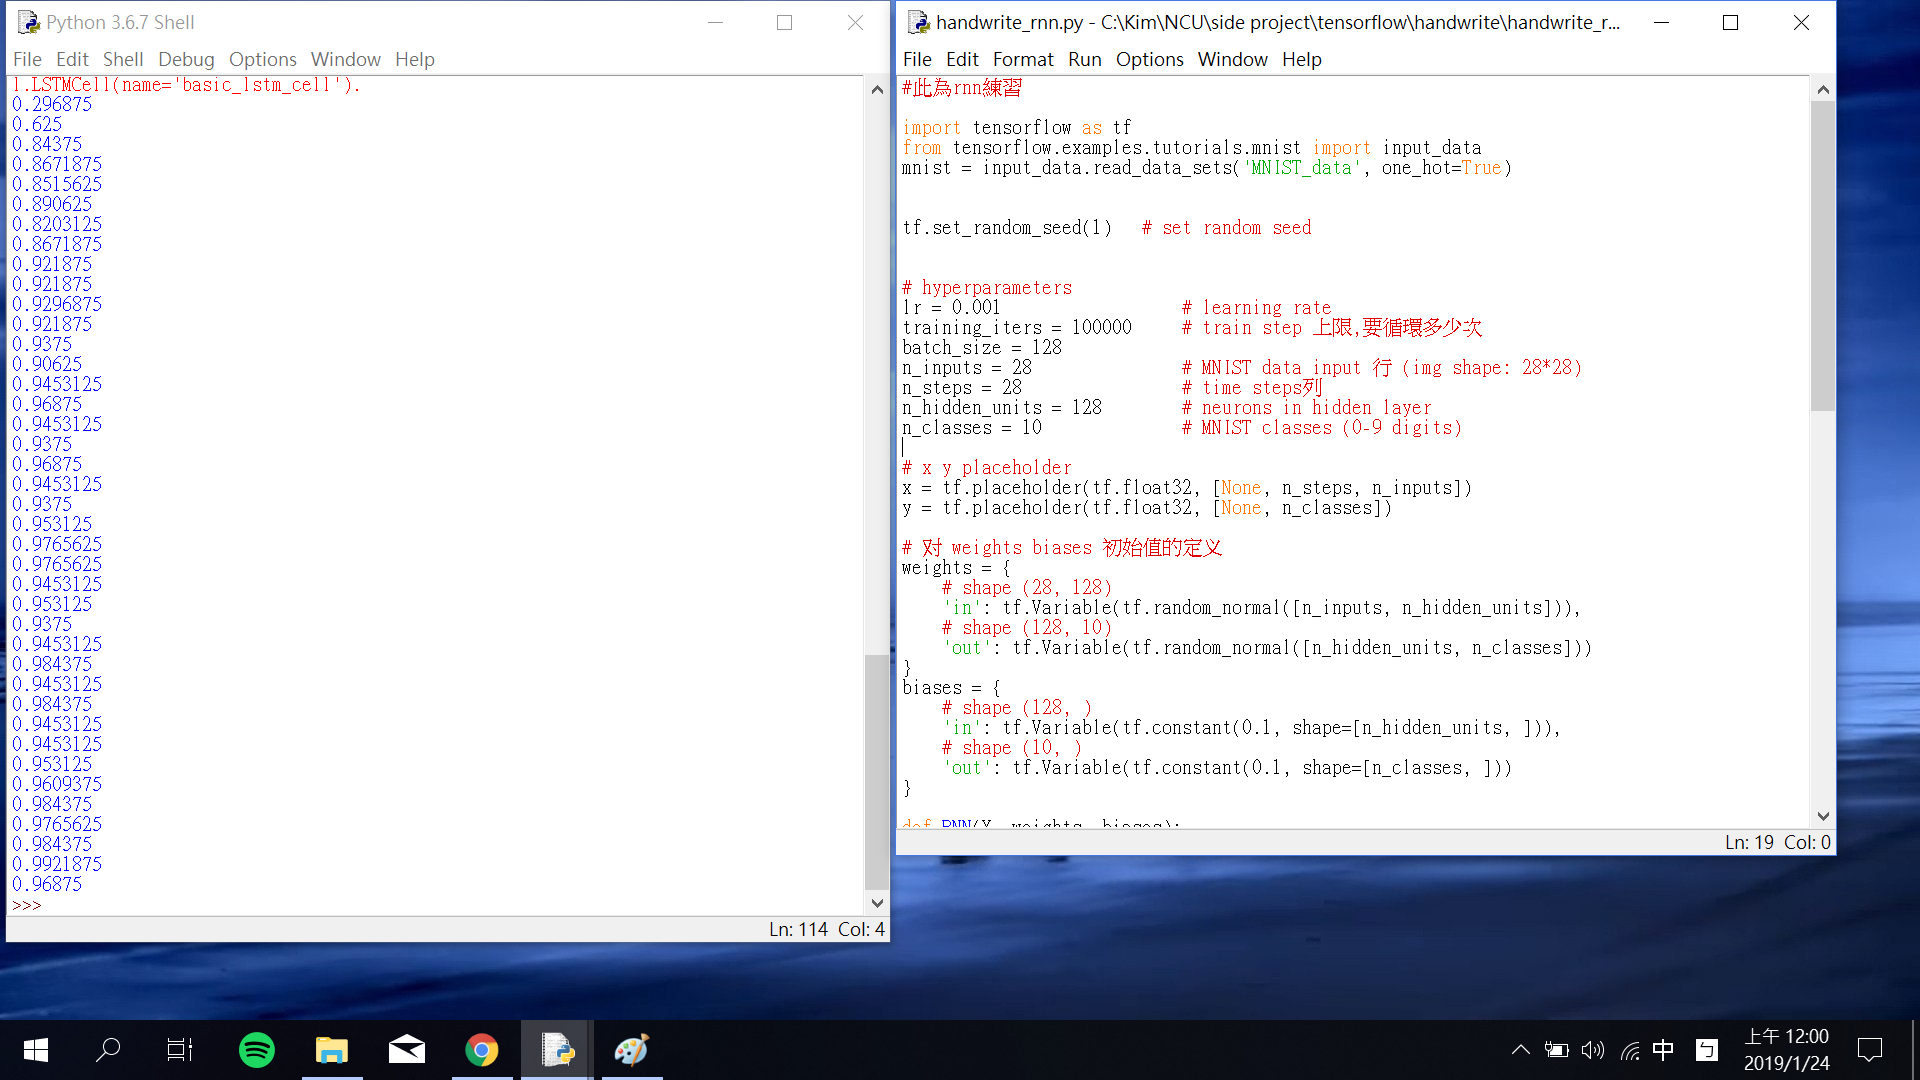 Python 3.6.7 Shell
File Edit Shell Debug Options Window Help
l.LSTMCell(name='basic_lstm_cell').
0.296875
0.625
0.84375
0.8671875
0.8515625
0.890625
0.8203125
0.8671875
0.921875
0.921875
0.9296875
0.921875
0.9375
0.90625
0.9453125
0.96875
0.9453125
0.9375
0.96875
0.9453125
0.9375
0.953125
0.9765625
0.9765625
0.9453125
0.953125
0.9375
0.9453125
0.984375
0.9453125
0.984375
0.9453125
0.9453125
0.953125
0.9609375
0.984375
0.9765625
0.984375
0.9921875
0.96875
>>>
Ln: 114 Col: 4
handwrite_rnn.py - C:\Kim\NCU\side project\tensorflow\handwrite\handwrite_r...
File Edit Format Run Options Window Help
#此為rnn練習
import tensorflow as tf
from tensorflow.examples.tutorials.mnist import input_data
mnist = input_data.read_data_sets('MNIST_data', one_hot=True)
tf.set_random_seed(1)   # set random seed
# hyperparameters
lr = 0.001                  # learning rate
training_iters = 100000     # train step 上限,要循環多少次
batch_size = 128
n_inputs = 28               # MNIST data input 行 (img shape: 28*28)
n_steps = 28                # time steps列
n_hidden_units = 128        # neurons in hidden layer
n_classes = 10              # MNIST classes (0-9 digits)
# x y placeholder
x = tf.placeholder(tf.float32, [None, n_steps, n_inputs])
y = tf.placeholder(tf.float32, [None, n_classes])
# 对 weights biases 初始值的定义
weights = {
    # shape (28, 128)
    'in': tf.Variable(tf.random_normal([n_inputs, n_hidden_units])),
    # shape (128, 10)
    'out': tf.Variable(tf.random_normal([n_hidden_units, n_classes]))
}
biases = {
    # shape (128, )
    'in': tf.Variable(tf.constant(0.1, shape=[n_hidden_units, ])),
    # shape (10, )
    'out': tf.Variable(tf.constant(0.1, shape=[n_classes, ]))
}
def RNN(X, weights, biases):
Ln: 19 Col: 0
中
ㄅ
上午 12:00
2019/1/24